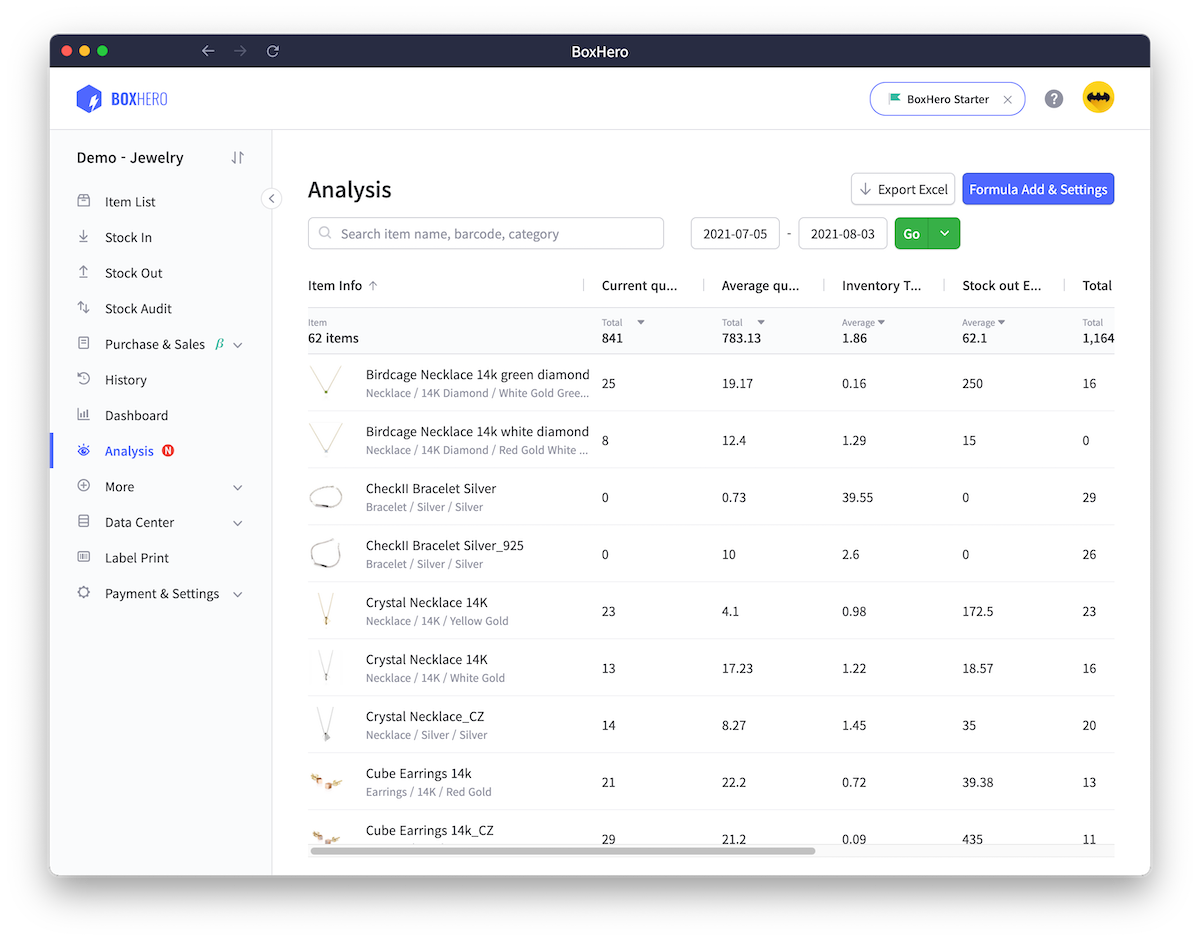 BoxHero
BOXHERO
BoxHero Starter
?
Demo - Jewelry
Item List
Stock In
Stock Out
Stock Audit
Purchase & Sales β
History
Dashboard
Analysis N
More
Data Center
Label Print
Payment & Settings
Analysis
Export Excel
Formula Add & Settings
Search item name, barcode, category
2021-07-05 - 2021-08-03
Go
Item Info Current qu... Average qu... Inventory T... Stock out E... Total
Item Total Total Average Average Total
62 items 841 783.13 1.86 62.1 1,164
Birdcage Necklace 14k green diamond
Necklace / 14K Diamond / White Gold Gree...
25 19.17 0.16 250 16
Birdcage Necklace 14k white diamond
Necklace / 14K Diamond / Red Gold White ...
8 12.4 1.29 15 0
CheckII Bracelet Silver
Bracelet / Silver / Silver
0 0.73 39.55 0 29
CheckII Bracelet Silver_925
Bracelet / Silver / Silver
0 10 2.6 0 26
Crystal Necklace 14K
Necklace / 14K / Yellow Gold
23 4.1 0.98 172.5 23
Crystal Necklace 14K
Necklace / 14K / White Gold
13 17.23 1.22 18.57 16
Crystal Necklace_CZ
Necklace / Silver / Silver
14 8.27 1.45 35 20
Cube Earrings 14k
Earrings / 14K / Red Gold
21 22.2 0.72 39.38 13
Cube Earrings 14k_CZ
29 21.2 0.09 435 11